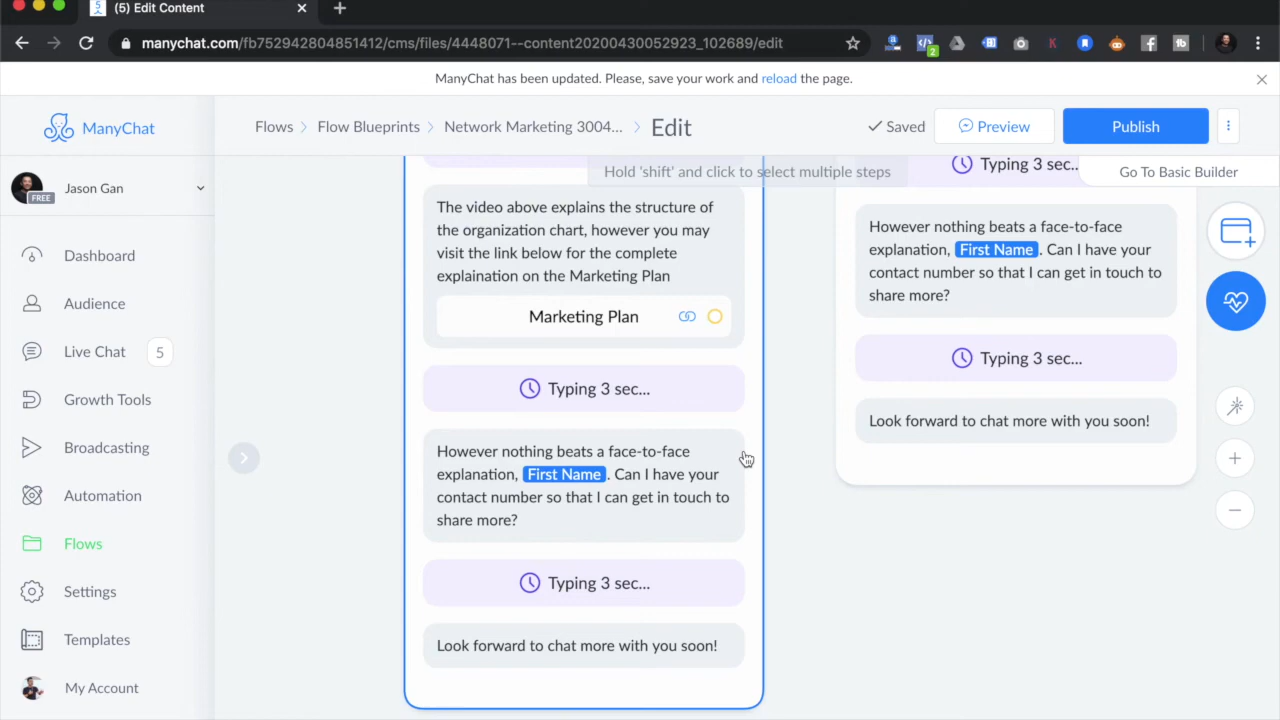 (5) Edit Content
manychat.com/fb752942804851412/cms/files/4448071--content20200430052923_102689/edit
2
ManyChat has been updated. Please, save your work and reload the page.
ManyChat
Flows
Flow Blueprints
Network Marketing 3004...
Edit
Saved
Preview
Publish
Jason Gan
FREE
Dashboard
Audience
Live Chat
5
Growth Tools
Broadcasting
Automation
Flows
Settings
Templates
My Account
Hold 'shift' and click to select multiple steps
Go To Basic Builder
The video above explains the structure of
the organization chart, however you may
visit the link below for the complete
explaination on the Marketing Plan
Marketing Plan
Typing 3 sec...
However nothing beats a face-to-face
explanation, First Name . Can I have your
contact number so that I can get in touch to
share more?
Typing 3 sec...
Look forward to chat more with you soon!
Typing 3 sec...
However nothing beats a face-to-face
explanation, First Name . Can I have your
contact number so that I can get in touch to
share more?
Typing 3 sec...
Look forward to chat more with you soon!